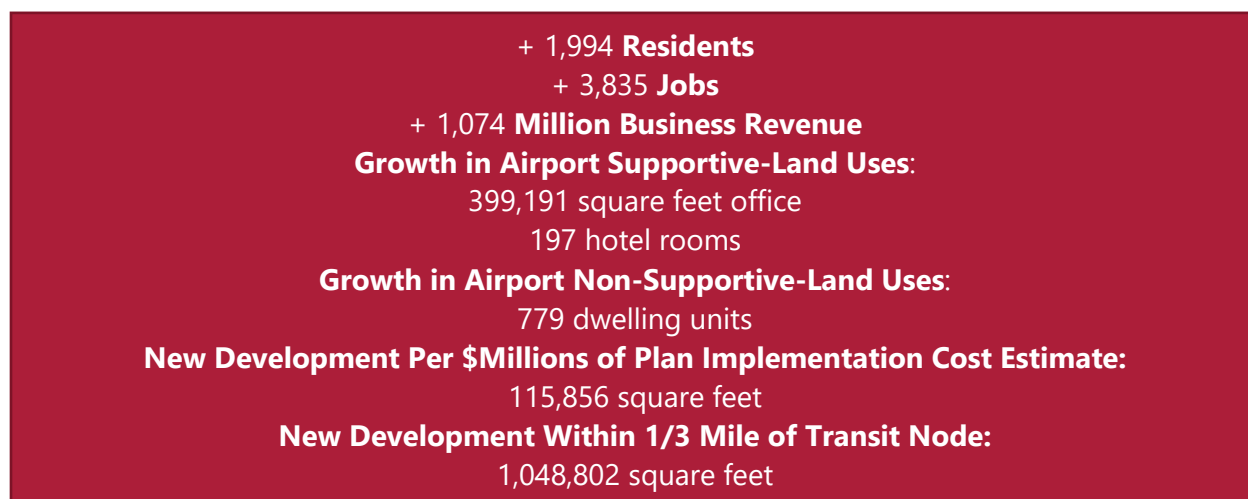 + 1,994 Residents
+ 3,835 Jobs
+ 1,074 Million Business Revenue
Growth in Airport Supportive-Land Uses:
399,191 square feet office
197 hotel rooms
Growth in Airport Non-Supportive-Land Uses:
779 dwelling units
New Development Per $Millions of Plan Implementation Cost Estimate:
115,856 square feet
New Development Within 1/3 Mile of Transit Node:
1,048,802 square feet